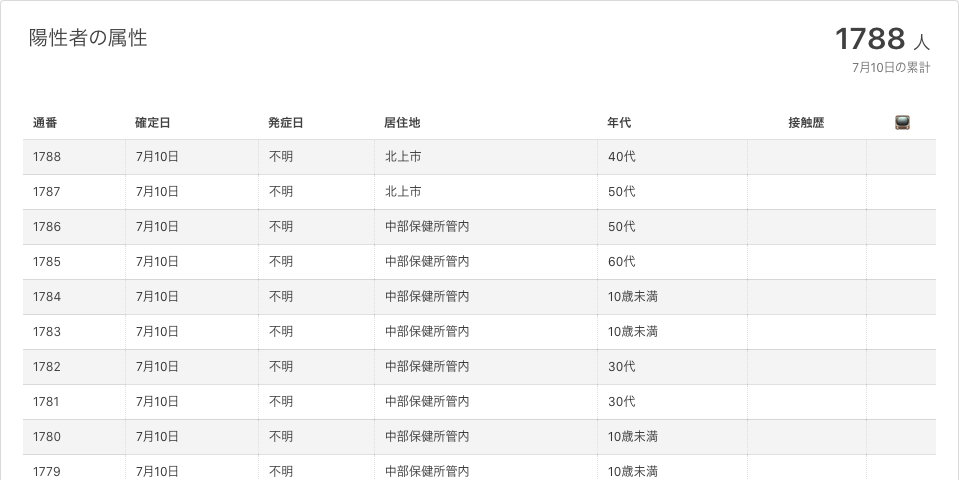 陽性者の属性
1788 人
7月10日の累計
通番 確定日 発症日 居住地 年代 接触歴
1788 7月10日 不明 北上市 40代
1787 7月10日 不明 北上市 50代
1786 7月10日 不明 中部保健所管内 50代
1785 7月10日 不明 中部保健所管内 60代
1784 7月10日 不明 中部保健所管内 10歳未満
1783 7月10日 不明 中部保健所管内 10歳未満
1782 7月10日 不明 中部保健所管内 30代
1781 7月10日 不明 中部保健所管内 30代
1780 7月10日 不明 中部保健所管内 10歳未満
1779 7月10日 不明 中部保健所管内 10歳未満